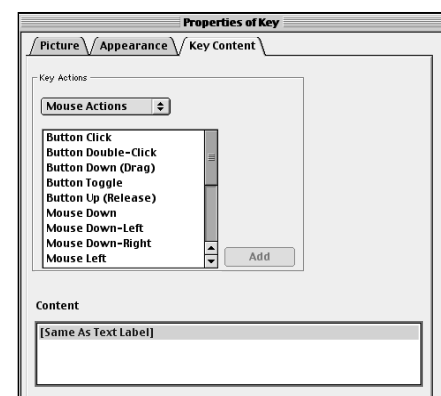 Properties of Key
Picture Appearance Key Content
Key Actions
Mouse Actions
Button Click
Button Double-Click
Button Down (Drag)
Button Toggle
Button Up (Release)
Mouse Down
Mouse Down-Left
Mouse Down-Right
Mouse Left
Add
Content
[Same As Text Label]